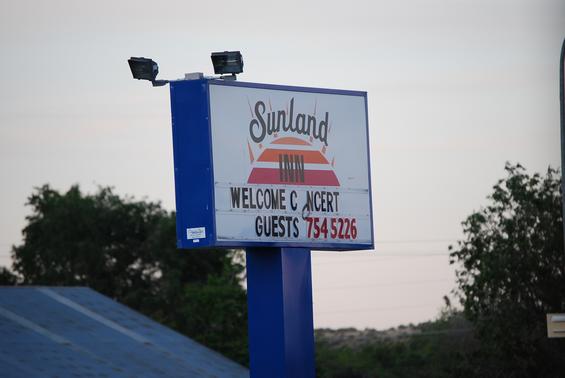 Sunland
INN
WELCOME C NCERT
GUESTS 754 5226